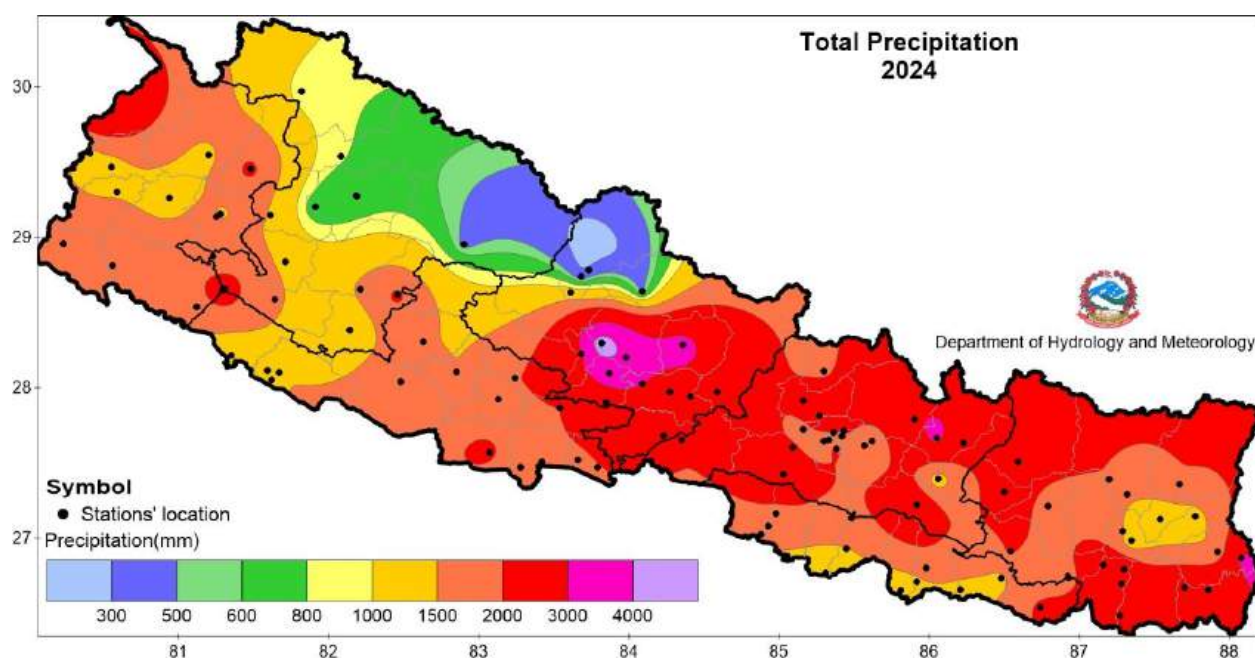 Total Precipitation
2024
30
29
28
27
Department of Hydrology and Meteorology
Symbol
Stations' location
Precipitation(mm)
300 500 600 800 1000 1500 2000 3000 4000
81 82 83 84 85 86 87 88